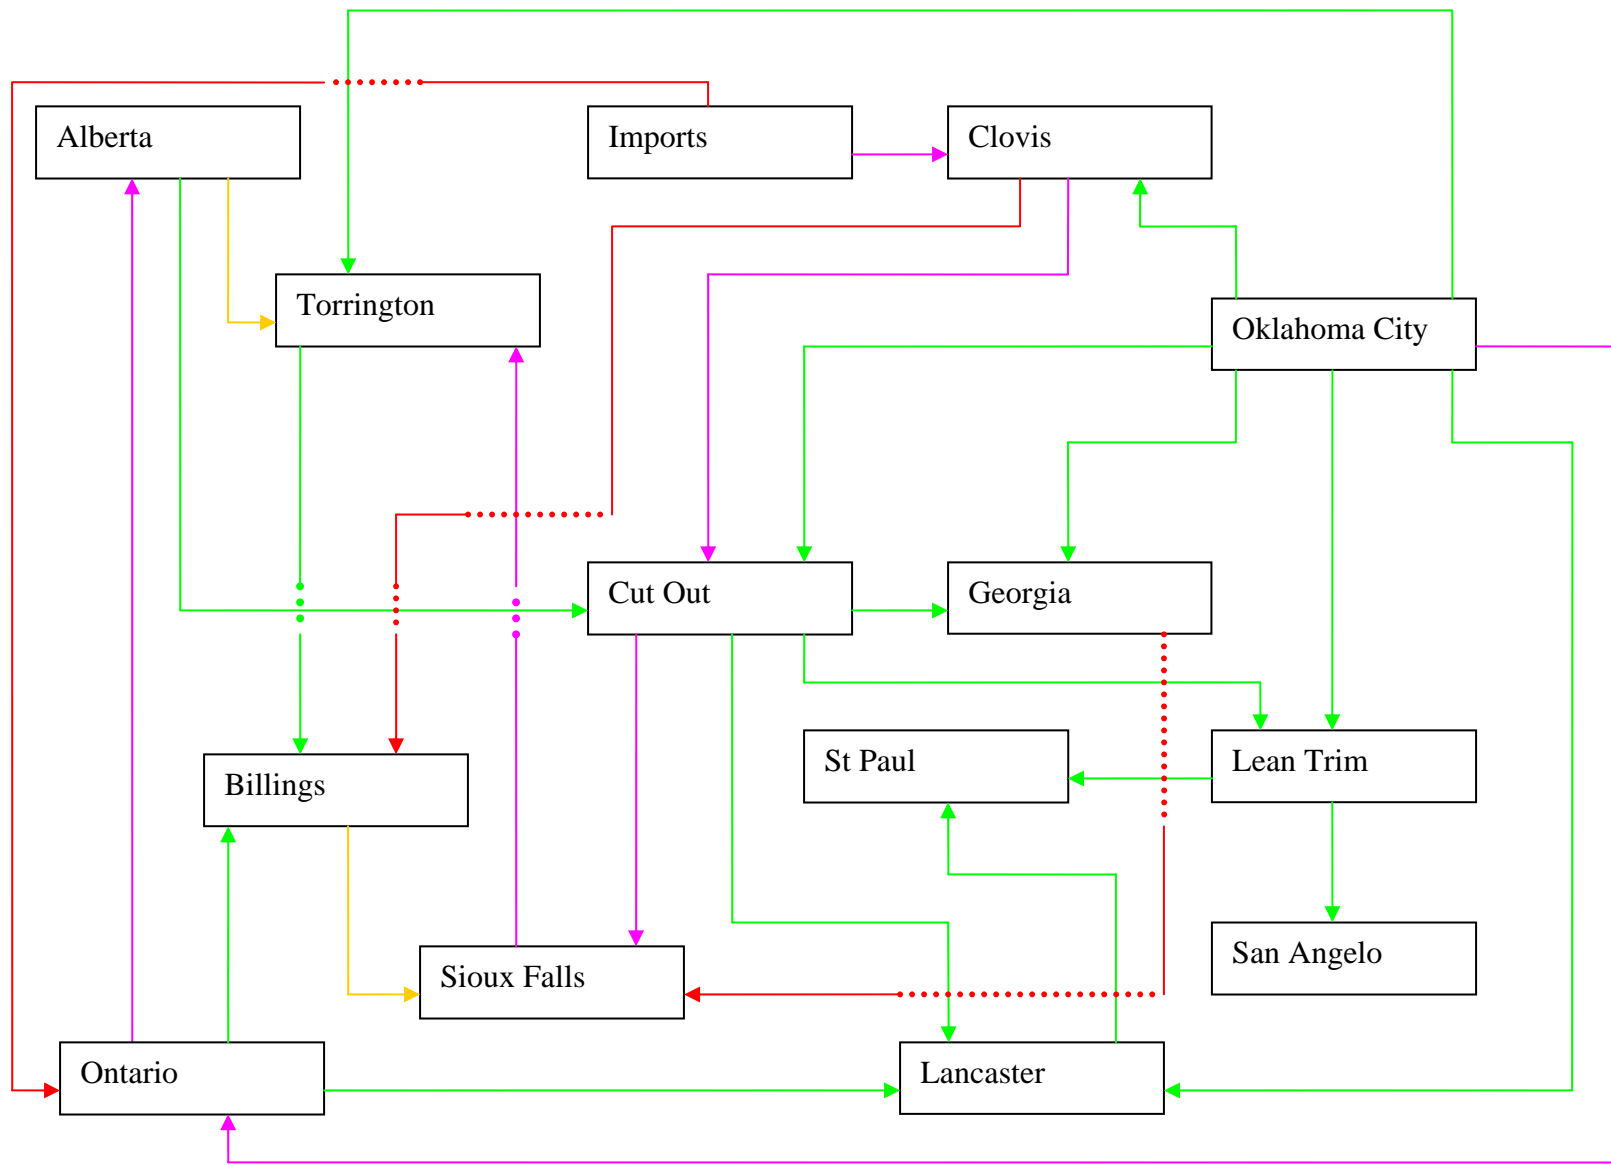 Alberta
Imports
Clovis
Torrington
Oklahoma City
Cut Out
Georgia
St Paul
Lean Trim
Billings
Sioux Falls
San Angelo
Ontario
Lancaster